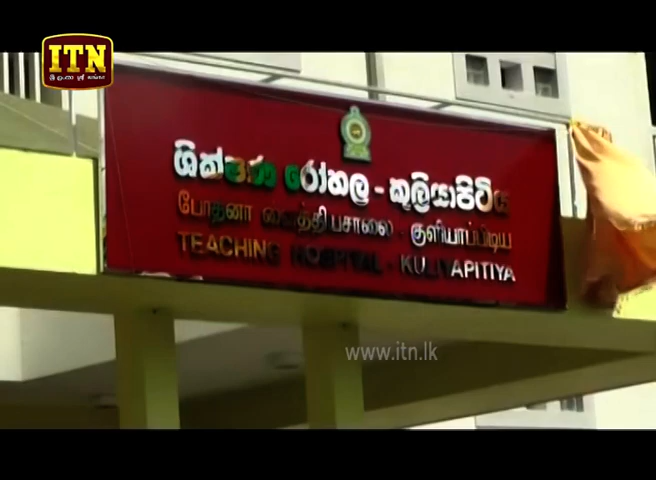 ITN
ශික්ෂණ රෝහල - කුලියාපිටිය
போதனா வைத்தியசாலை - குளியாப்பிடிய
TEACHING HOSPITAL - KULIYAPITIYA
www.itn.lk